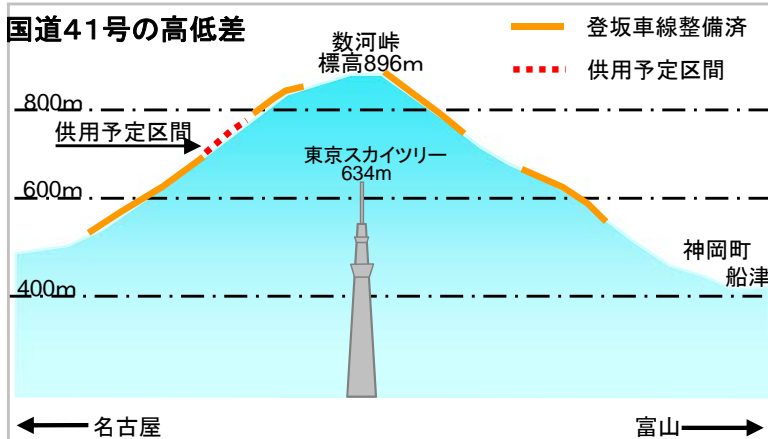 国道41号の高低差
登坂車線整備済
供用予定区間
数河峠
標高896m
800m
供用予定区間
東京スカイツリー
634m
600m
神岡町
船津
400m
名古屋
富山